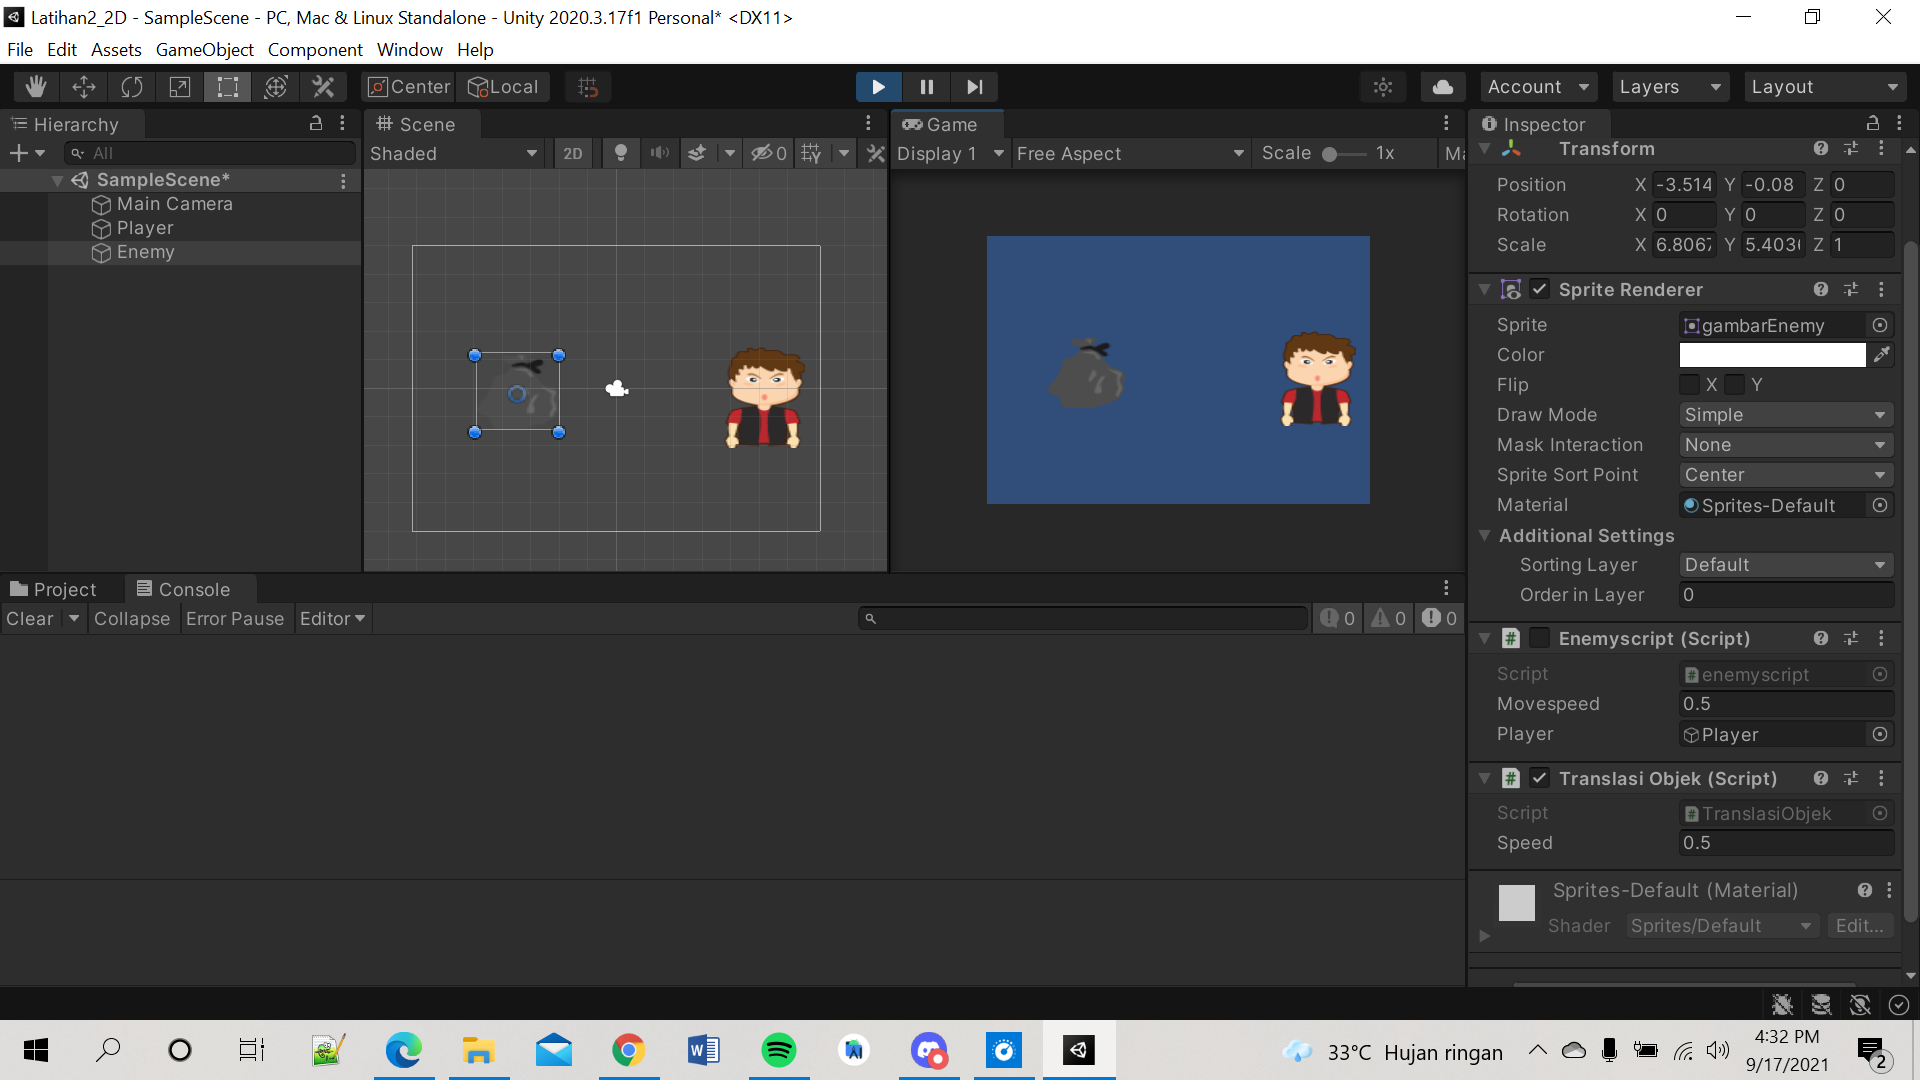 Latihan2_2D - SampleScene - PC, Mac & Linux Standalone - Unity 2020.3.17f1 Personal* <DX11>
File Edit Assets GameObject Component Window Help
Center Local Account Layers Layout
Hierarchy
All
SampleScene*
Main Camera
Player
Enemy
Scene
Shaded 2D 0
Game
Display 1 Free Aspect Scale 1x
Inspector
Transform
Position X -3.514 Y -0.08 Z 0
Rotation X 0 Y 0 Z 0
Scale X 6.8067 Y Z 1
Sprite Renderer
Sprite gambarEnemy
Color
Flip X Y
Draw Mode Simple
Mask Interaction None
Sprite Sort Point Center
Material Sprites-Default
Additional Settings
Sorting Layer Default
Order in Layer 0
# Enemyscript (Script)
Script enemyscript
Movespeed 0.5
Player Player
# Translasi Objek (Script)
Script TranslasiObjek
Speed 0.5
Sprites-Default (Material)
Shader Sprites/Default Edit...
Project Console
Clear Collapse Error Pause Editor 0 0 0
33°C Hujan ringan
4:32 PM
9/17/2021
2